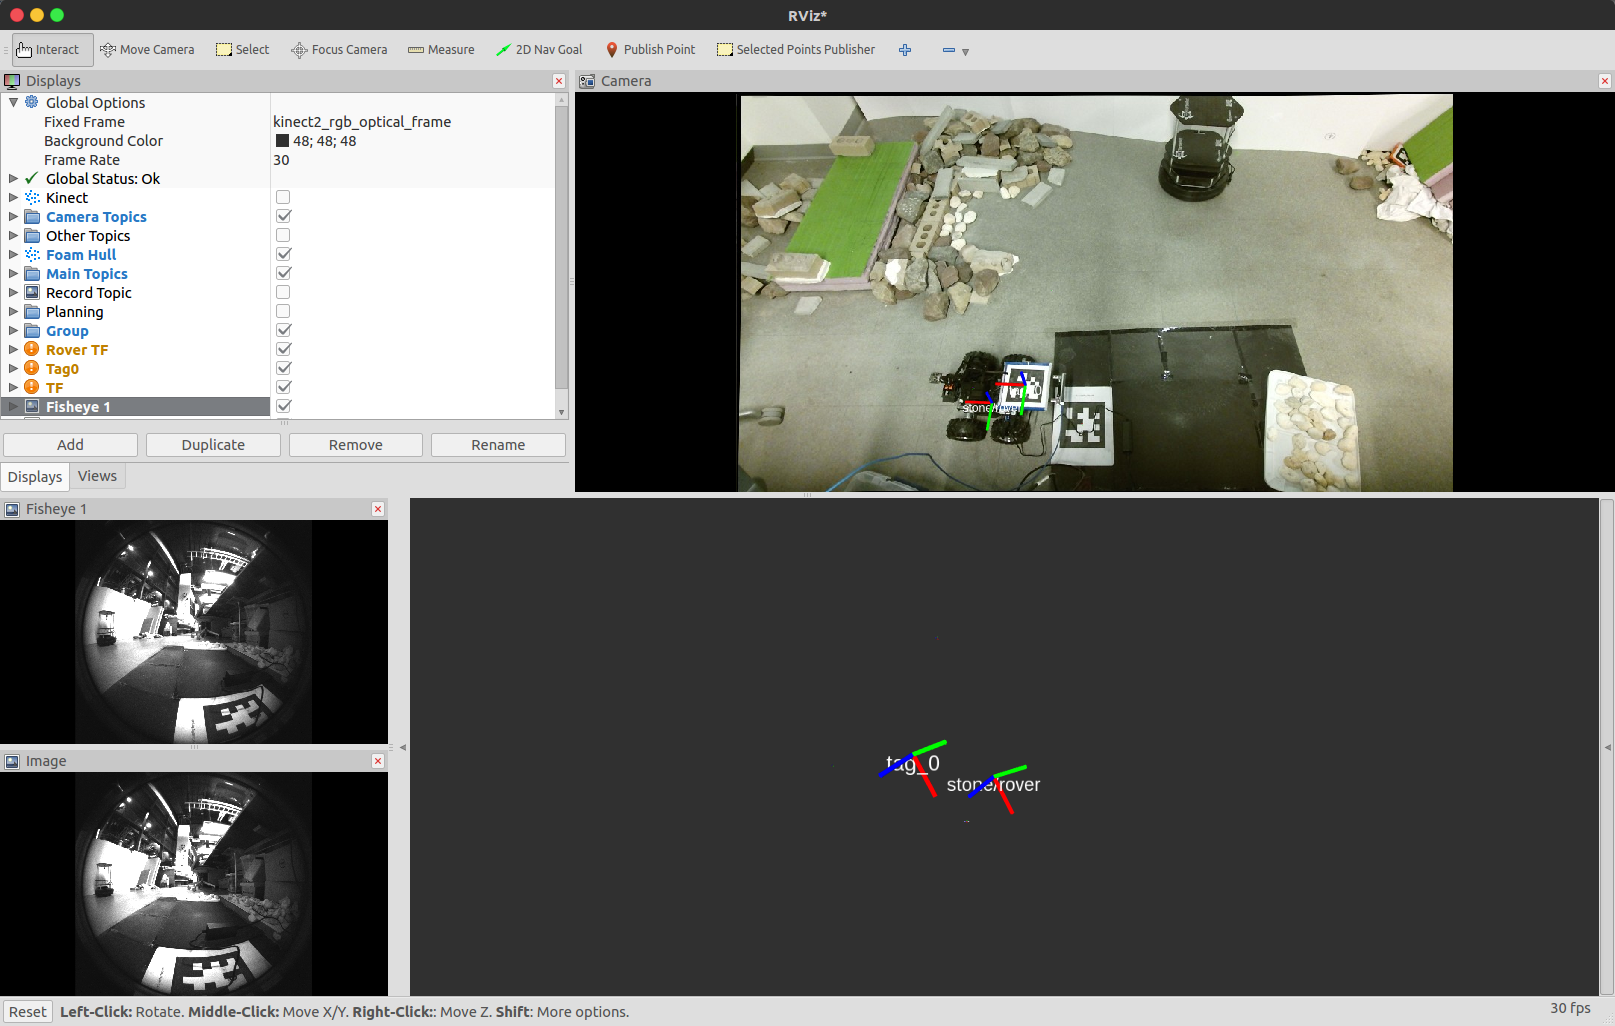 RViz*
Interact Move Camera Select Focus Camera Measure 2D Nav Goal Publish Point Selected Points Publisher
Displays
Global Options
Fixed Frame kinect2_rgb_optical_frame
Background Color 48; 48; 48
Frame Rate 30
Global Status: Ok
Kinect
Camera Topics
Other Topics
Foam Hull
Main Topics
Record Topic
Planning
Group
Rover TF
Tag0
TF
Fisheye 1
Add Duplicate Remove Rename
Displays Views
Camera
stone/rover
Fisheye 1
Image
tag_0
stone/rover
Reset Left-Click: Rotate. Middle-Click: Move X/Y. Right-Click:: Move Z. Shift: More options. 30 fps